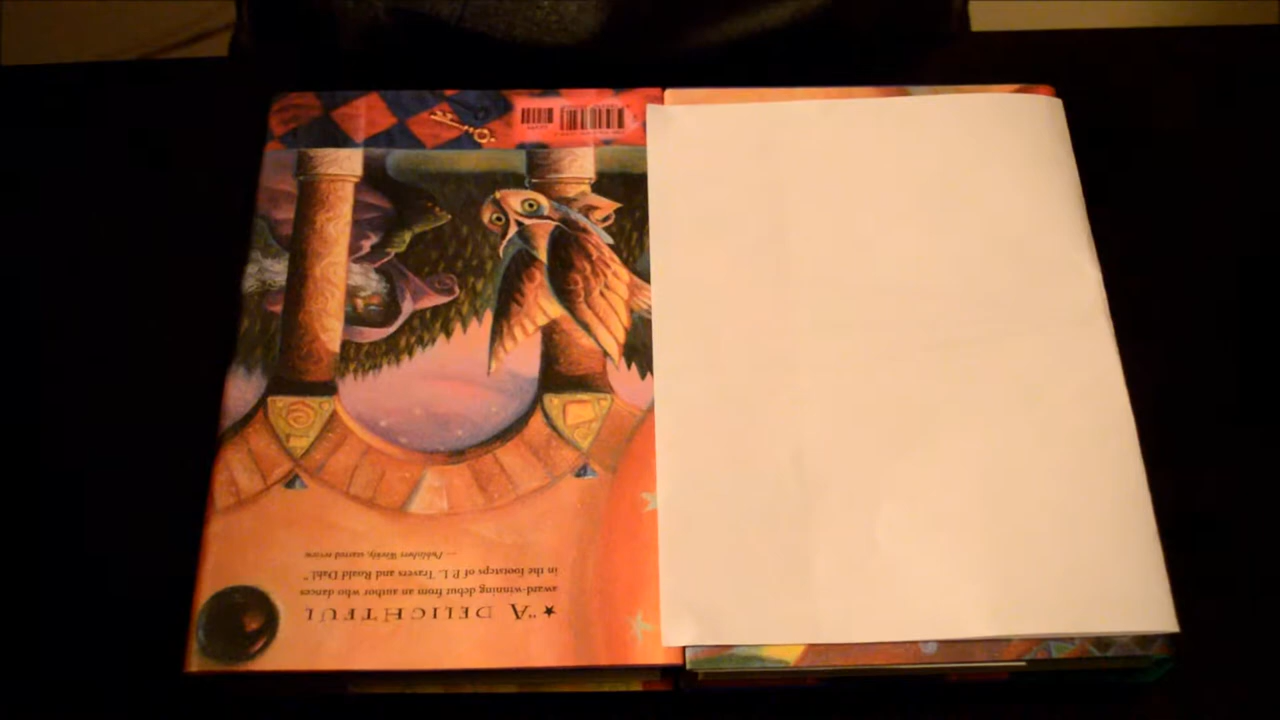 ★ "A DELIGHTFUL
award-winning debut from an author who dances
in the footsteps of P. L. Travers and Roald Dahl."
— Publishers Weekly, starred review